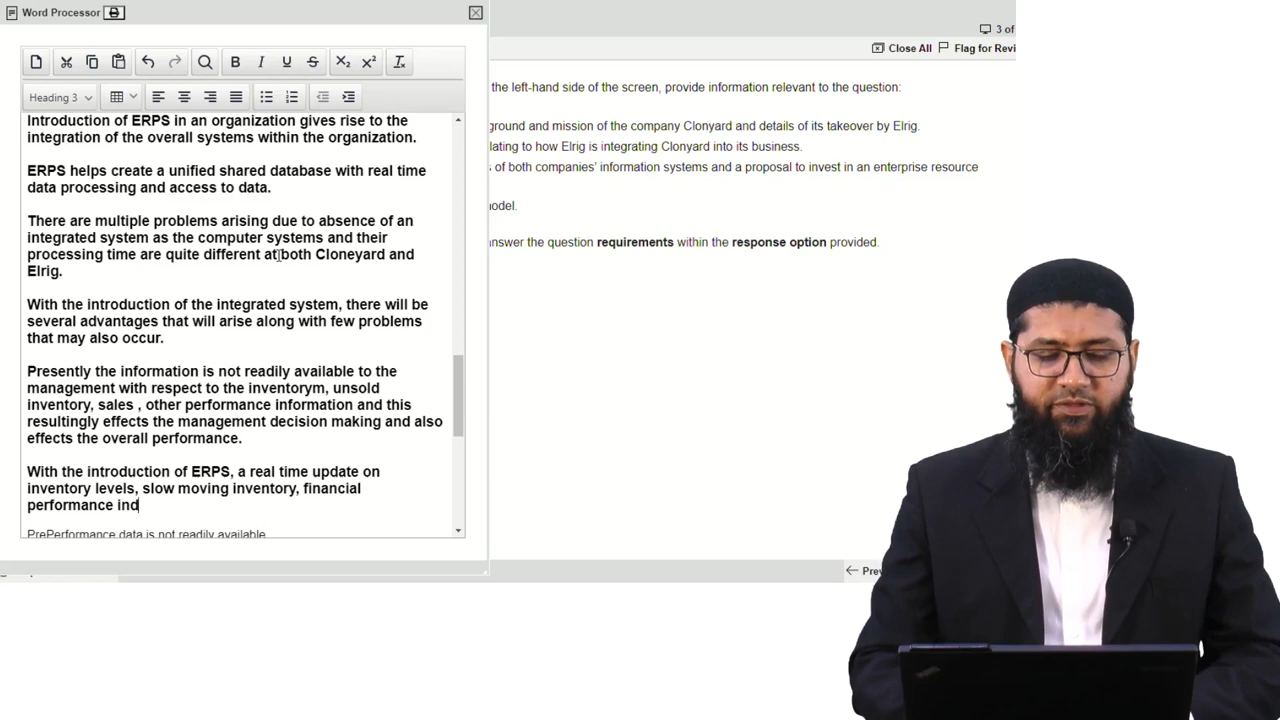 Word Processor
3 of
Close All
Flag for Revi
Heading 3
Introduction of ERPS in an organization gives rise to the
integration of the overall systems within the organization.
ERPS helps create a unified shared database with real time
data processing and access to data.
There are multiple problems arising due to absence of an
integrated system as the computer systems and their
processing time are quite different at both Cloneyard and
Elrig.
With the introduction of the integrated system, there will be
several advantages that will arise along with few problems
that may also occur.
Presently the information is not readily available to the
management with respect to the inventorym, unsold
inventory, sales , other performance information and this
resultingly effects the management decision making and also
effects the overall performance.
With the introduction of ERPS, a real time update on
inventory levels, slow moving inventory, financial
performance ind
PrePerformance data is not readily available
the left-hand side of the screen, provide information relevant to the question:
ground and mission of the company Clonyard and details of its takeover by Elrig.
lating to how Elrig is integrating Clonyard into its business.
s of both companies' information systems and a proposal to invest in an enterprise resource
odel.
nswer the question requirements within the response option provided.
Prev